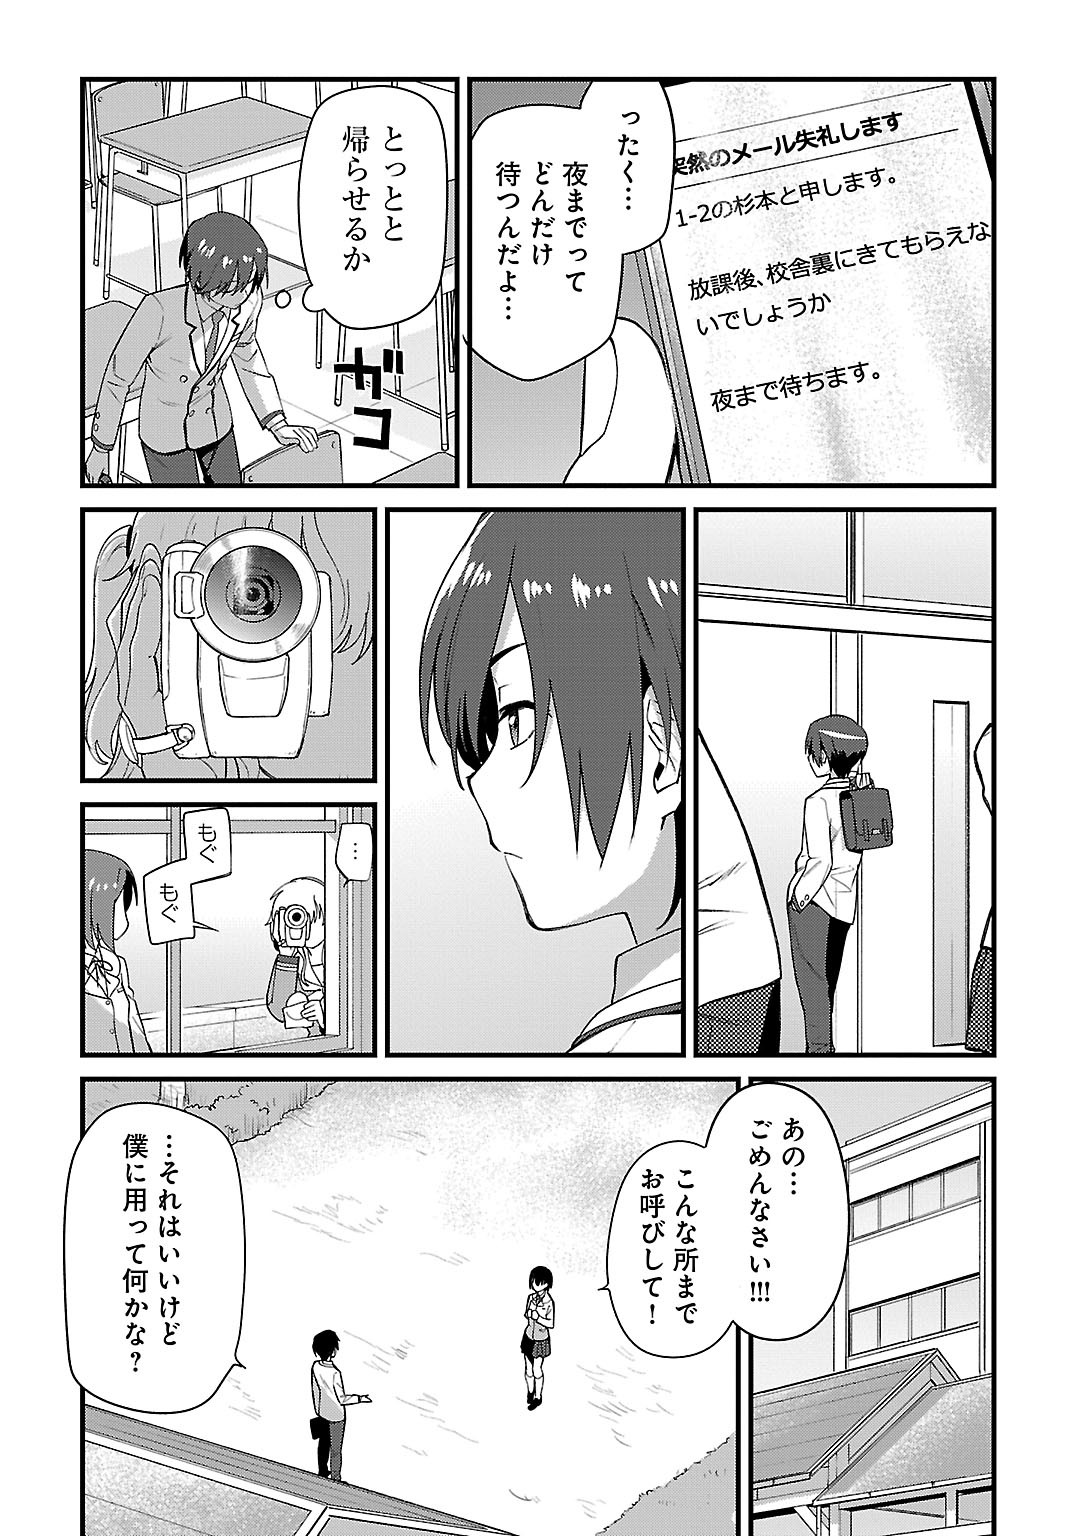 突然のメール失礼します
1-2の杉本と申します。
放課後、校舎裏にきてもらえな
いでしょうか
夜まで待ちます。
ったく…
夜までって
どんだけ
待つんだよ…
とっとと
帰らせるか
ガコ
…
もぐ
もぐ
あの…
ごめんなさい!!!
こんな所まで
お呼びして！
…それはいいけど
僕に用って何かな？